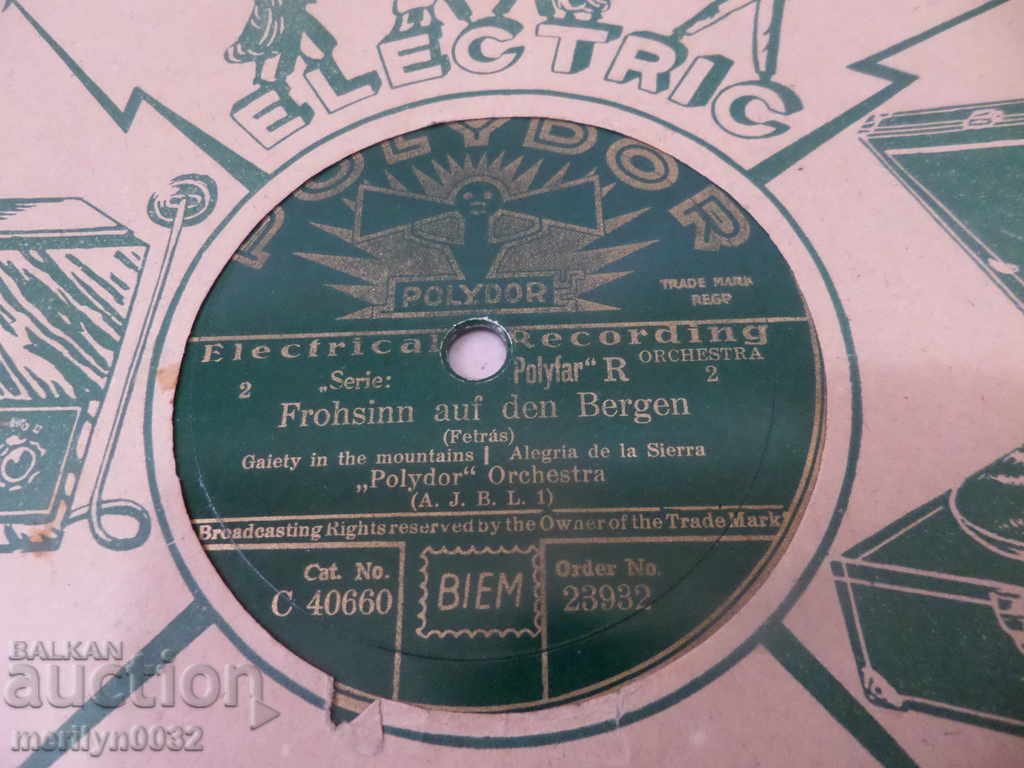 ELECTRIC
POLYDOR
POLYDOR
TRADE MARK
REGD
Electrical Recording
ORCHESTRA
2 „Serie: Polyfar“ R 2
Frohsinn auf den Bergen
(Fetrás)
Gaiety in the mountains | Alegria de la Sierra
„Polydor“ Orchestra
(A. J. B. L. 1)
Broadcasting Rights reserved by the Owner of the Trade Mark
Cat. No.
C 40660
BIEM
Order No.
23932
BALKAN
auction
merilyn0032